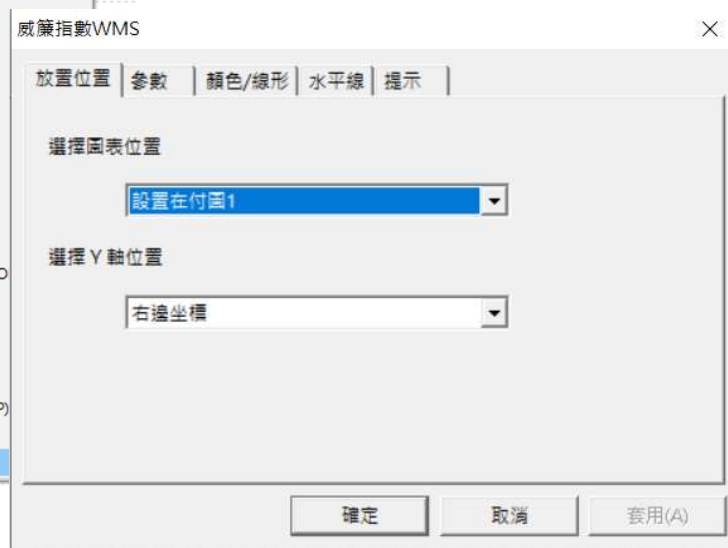 威簾指數WMS
放置位置 參數 顏色/線形 水平線 提示
選擇圖表位置
設置在付圖1
選擇 Y 軸位置
右邊坐標
確定 取消 套用(A)